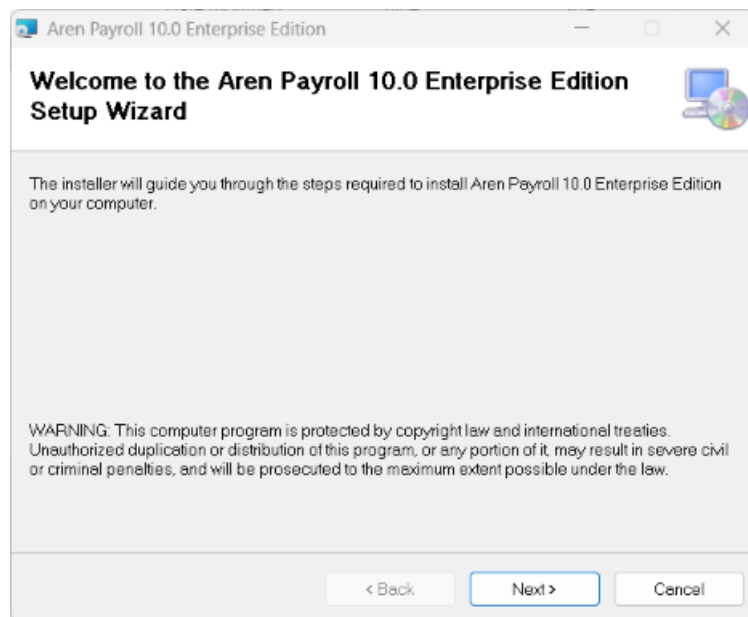 Aren Payroll 10.0 Enterprise Edition
Welcome to the Aren Payroll 10.0 Enterprise Edition
Setup Wizard
The installer will guide you through the steps required to install Aren Payroll 10.0 Enterprise Edition
on your computer.
WARNING: This computer program is protected by copyright law and international treaties.
Unauthorized duplication or distribution of this program, or any portion of it, may result in severe civil
or criminal penalties, and will be prosecuted to the maximum extent possible under the law.
< Back Next > Cancel